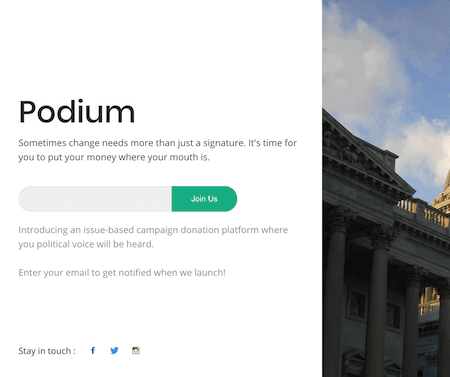 Podium
Sometimes change needs more than just a signature. It's time for
you to put your money where your mouth is.
Join Us
Introducing an issue-based campaign donation platform where
you political voice will be heard.
Enter your email to get notified when we launch!
Stay in touch :